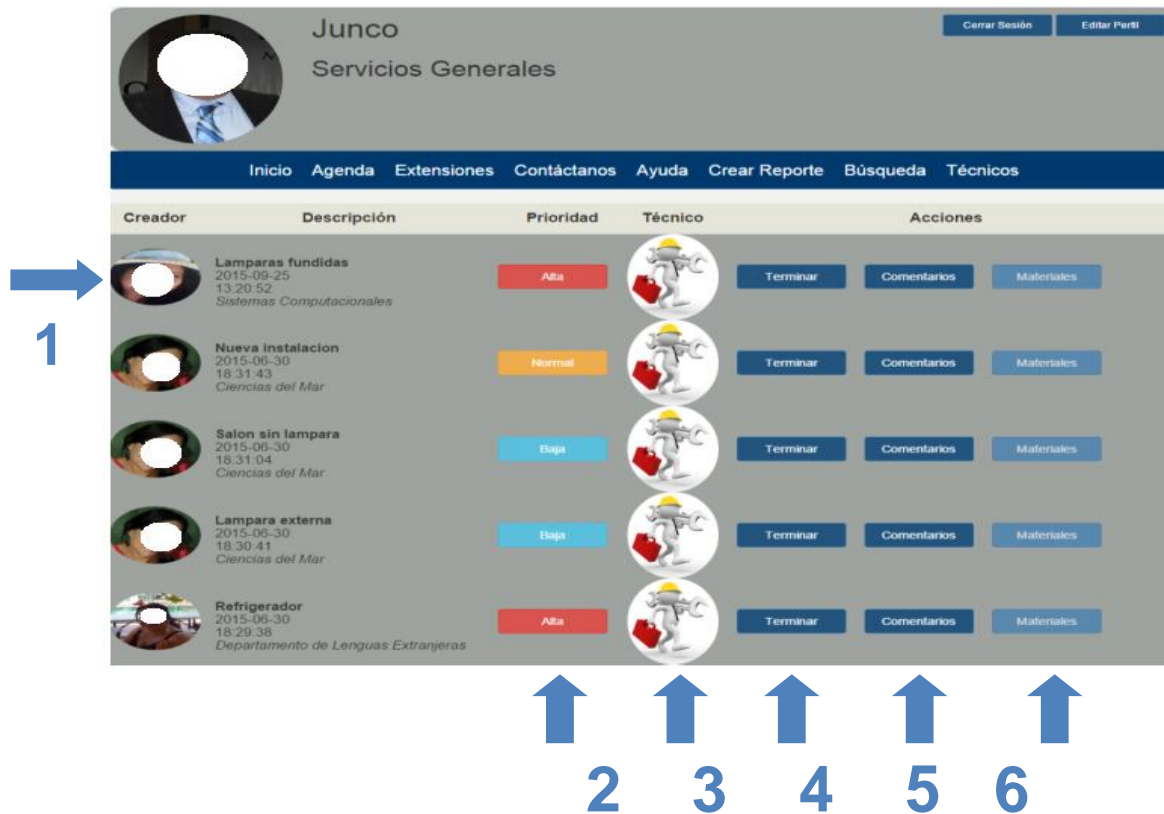 Junco
Servicios Generales
Cerrar Sesión Editar Perfil
Inicio Agenda Extensiones Contáctanos Ayuda Crear Reporte Búsqueda Técnicos
Creador Descripción Prioridad Técnico Acciones
Lamparas fundidas
2015-09-25
13:20:52
Sistemas Computacionales
Alta Terminar Comentarios Materiales
1
Nueva instalacion
2015-06-30
18:31:43
Ciencias del Mar
Normal Terminar Comentarios Materiales
Salon sin lampara
2015-06-30
18:31:04
Ciencias del Mar
Baja Terminar Comentarios Materiales
Lampara externa
2015-06-30
18:30:41
Ciencias del Mar
Baja Terminar Comentarios Materiales
Refrigerador
2015-06-30
18:29:38
Departamento de Lenguas Extranjeras
Alta Terminar Comentarios Materiales
2 3 4 5 6